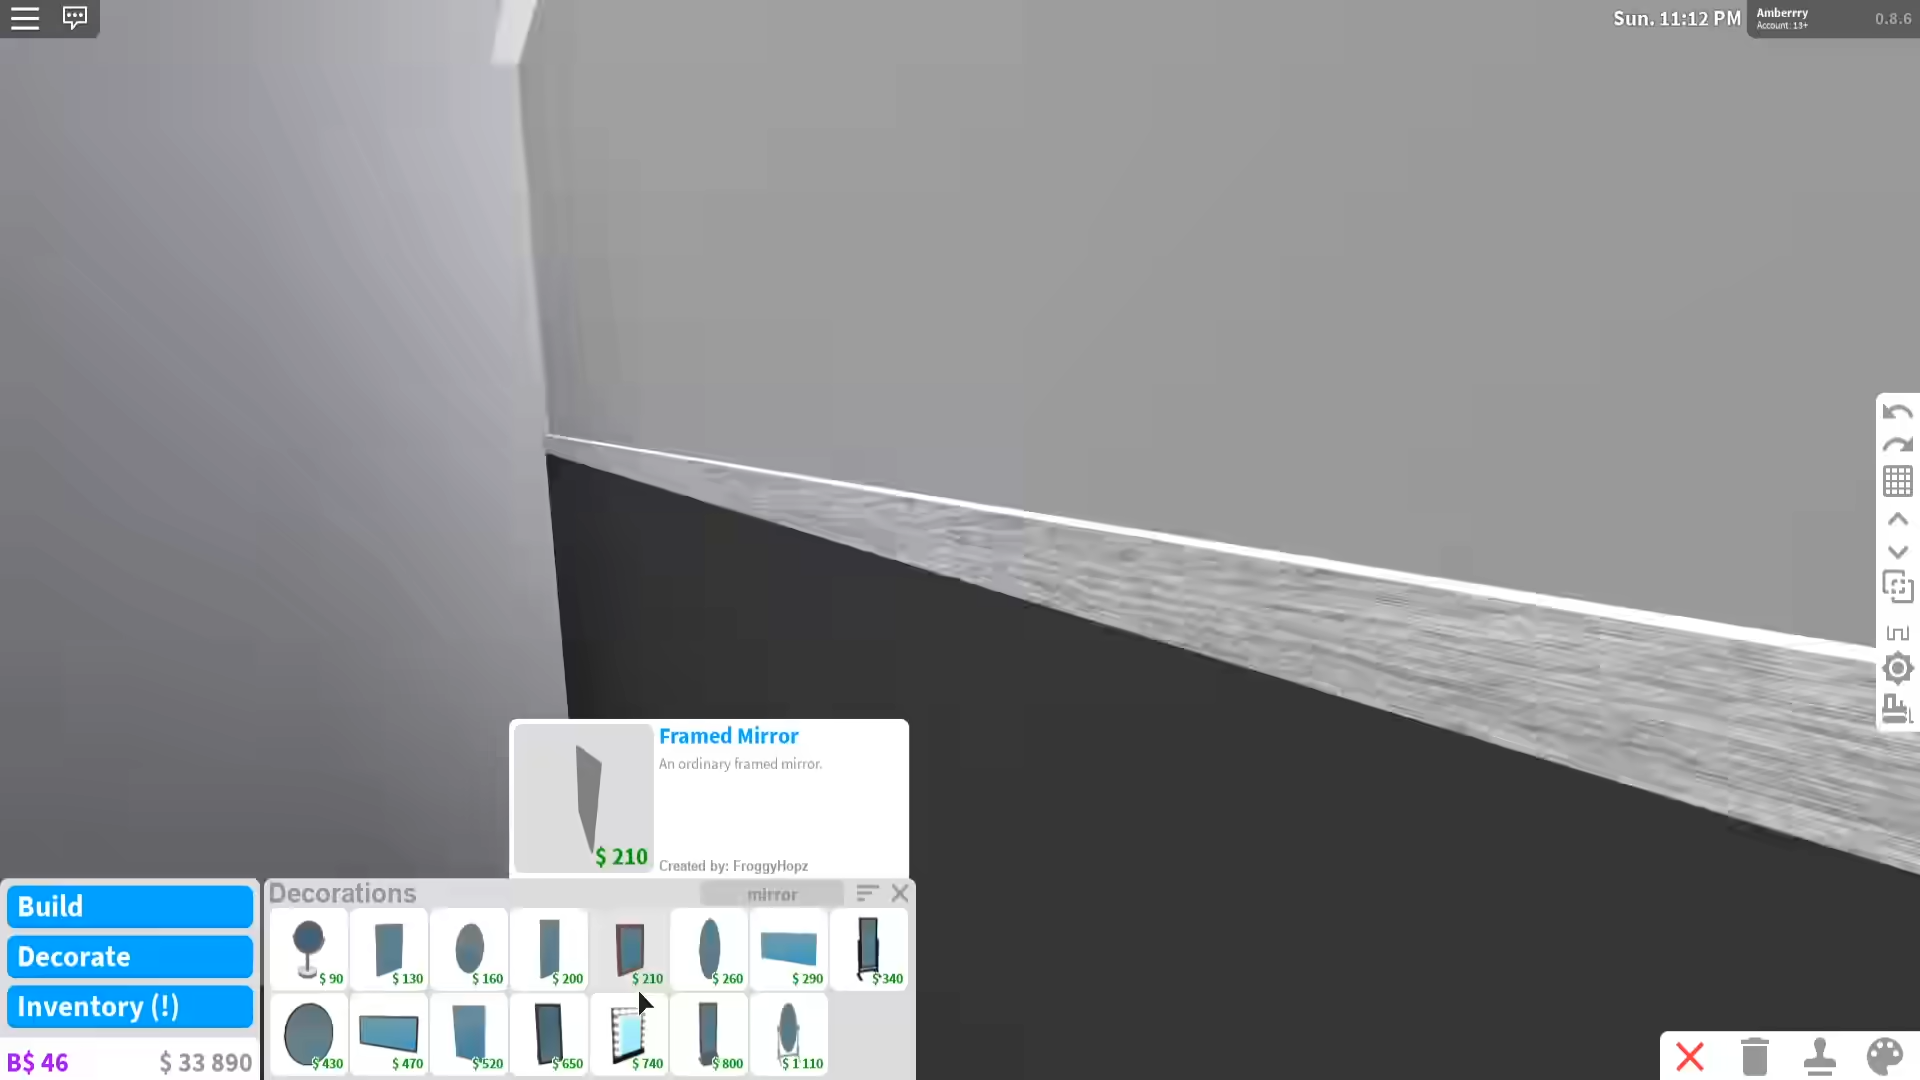 Sun. 11:12 PM
Amberrry
Account: 13+
0.8.6
Framed Mirror
An ordinary framed mirror.
$ 210
Created by: FroggyHopz
Build
Decorate
Inventory (!)
B$ 46
$ 33 890
Decorations
mirror
$ 90
$ 130
$ 160
$ 200
$ 210
$ 260
$ 290
$ 340
$ 430
$ 470
$ 520
$ 650
$ 740
$ 800
$ 1 110